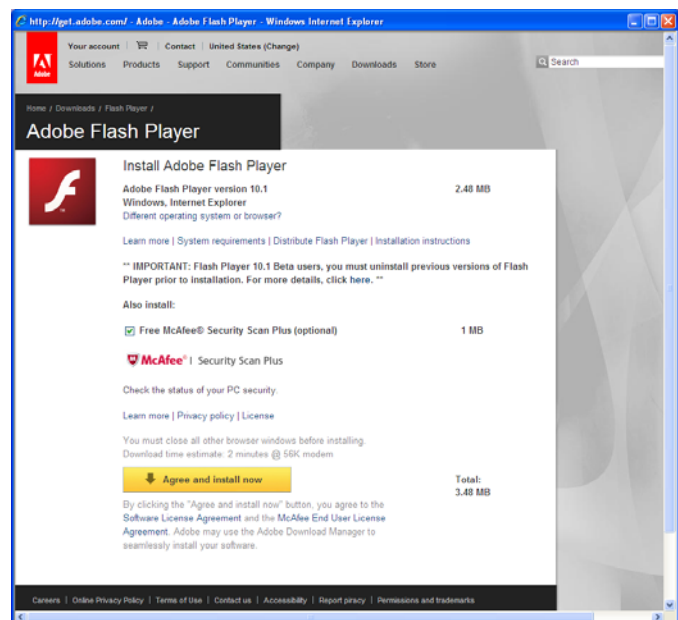 http://get.adobe.com/ - Adobe - Adobe Flash Player - Windows Internet Explorer
Your account | | Contact | United States (Change)
Solutions Products Support Communities Company Downloads Store
Search
Adobe
Home / Downloads / Flash Player /
Adobe Flash Player
Install Adobe Flash Player
Adobe Flash Player version 10.1 2.48 MB
Windows, Internet Explorer
Different operating system or browser?
Learn more | System requirements | Distribute Flash Player | Installation instructions
** IMPORTANT: Flash Player 10.1 Beta users, you must uninstall previous versions of Flash
Player prior to installation. For more details, click here. **
Also install:
Free McAfee® Security Scan Plus (optional) 1 MB
McAfee® | Security Scan Plus
Check the status of your PC security.
Learn more | Privacy policy | License
You must close all other browser windows before installing.
Download time estimate: 2 minutes @ 56K modem
Agree and install now Total:
3.48 MB
By clicking the "Agree and install now" button, you agree to the
Software License Agreement and the McAfee End User License
Agreement. Adobe may use the Adobe Download Manager to
seamlessly install your software.
Careers | Online Privacy Policy | Terms of Use | Contact us | Accessibility | Report piracy | Permissions and trademarks